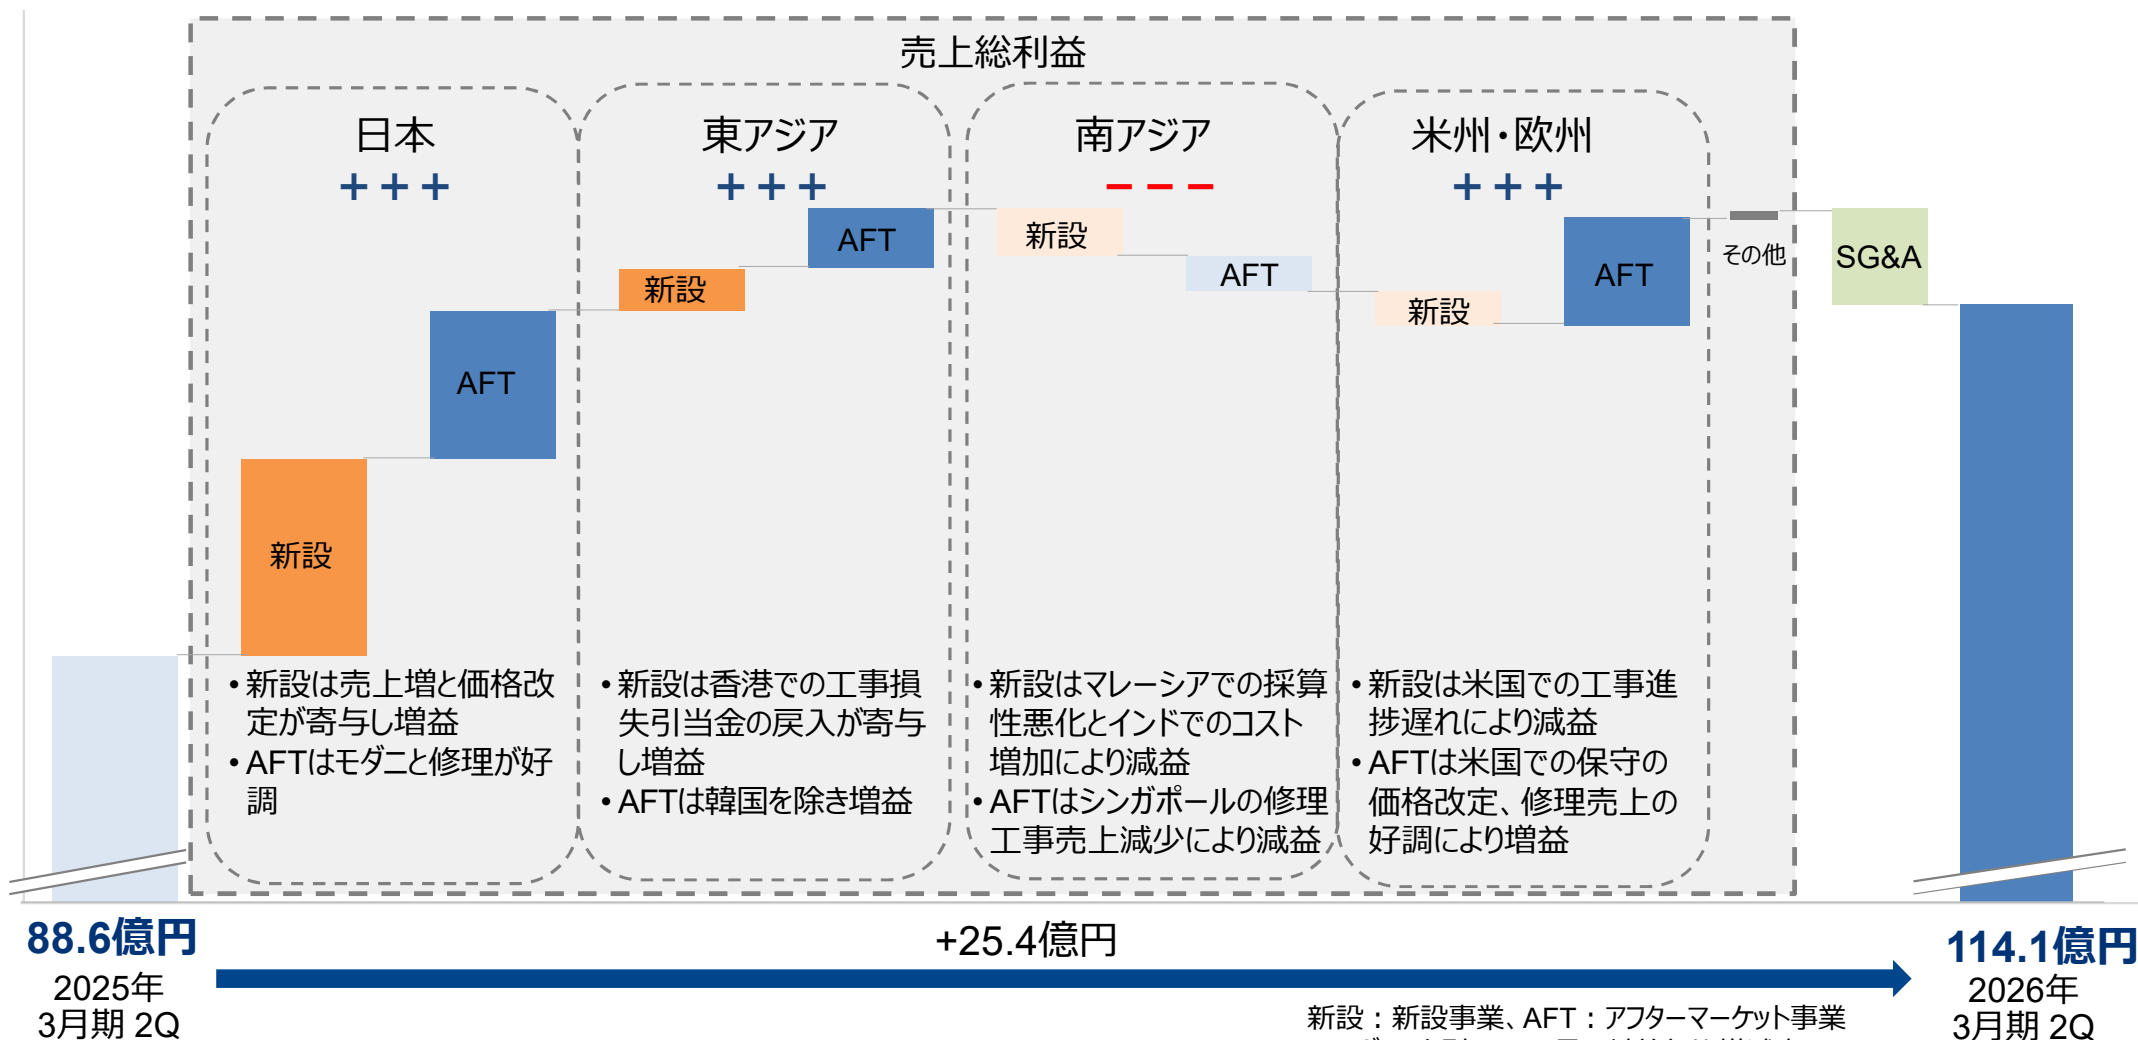 売上総利益
日本
+++
新設
AFT
・新設は売上増と価格改
定が寄与し増益
・AFTはモダニと修理が好
調
東アジア
+++
新設
AFT
・新設は香港での工事損
失引当金の戻入が寄与
し増益
・AFTは韓国を除き増益
南アジア
---
新設
AFT
・新設はマレーシアでの採算
性悪化とインドでのコスト
増加により減益
・AFTはシンガポールの修理
工事売上減少により減益
米州・欧州
+++
新設
AFT
・新設は米国での工事進
捗遅れにより減益
・AFTは米国での保守の
価格改定、修理売上の
好調により増益
その他
SG&A
88.6億円
2025年
3月期 2Q
+25.4億円
114.1億円
2026年
3月期 2Q
新設：新設事業、AFT：アフターマーケット事業